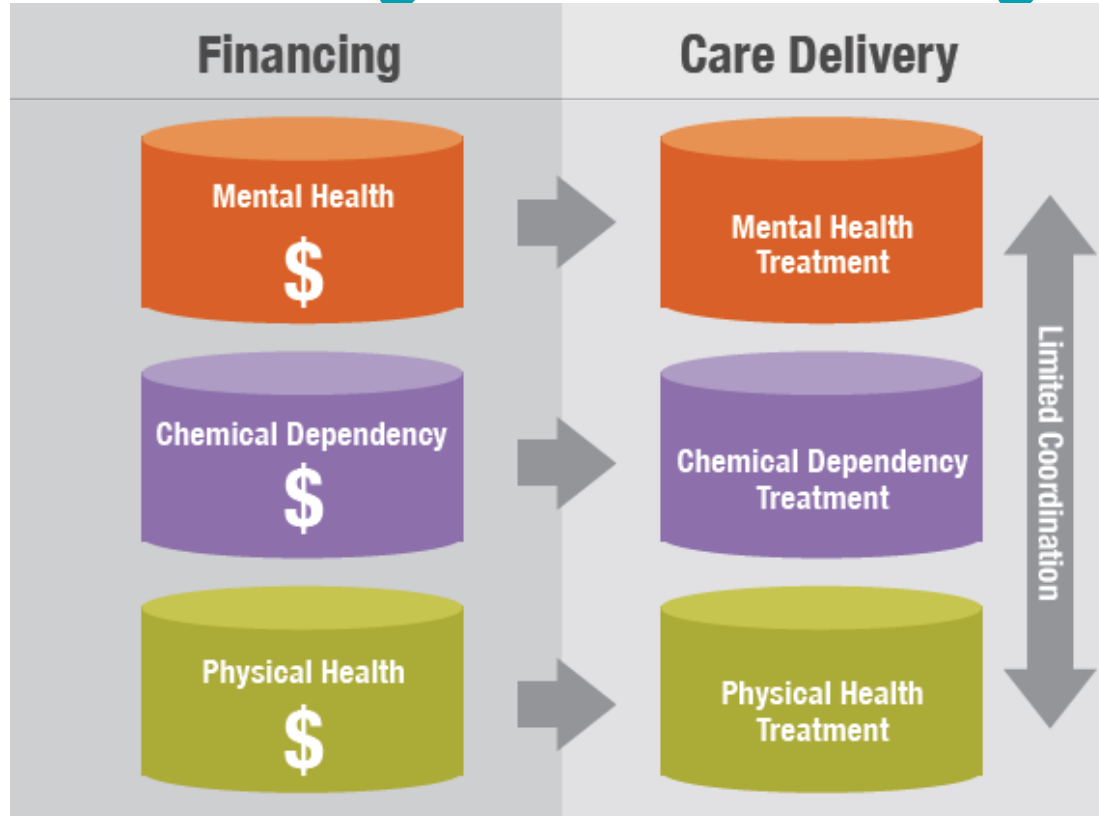 Financing
Care Delivery
Mental Health
$
Mental Health
Treatment
Chemical Dependency
$
Chemical Dependency
Treatment
Physical Health
$
Physical Health
Treatment
Limited Coordination